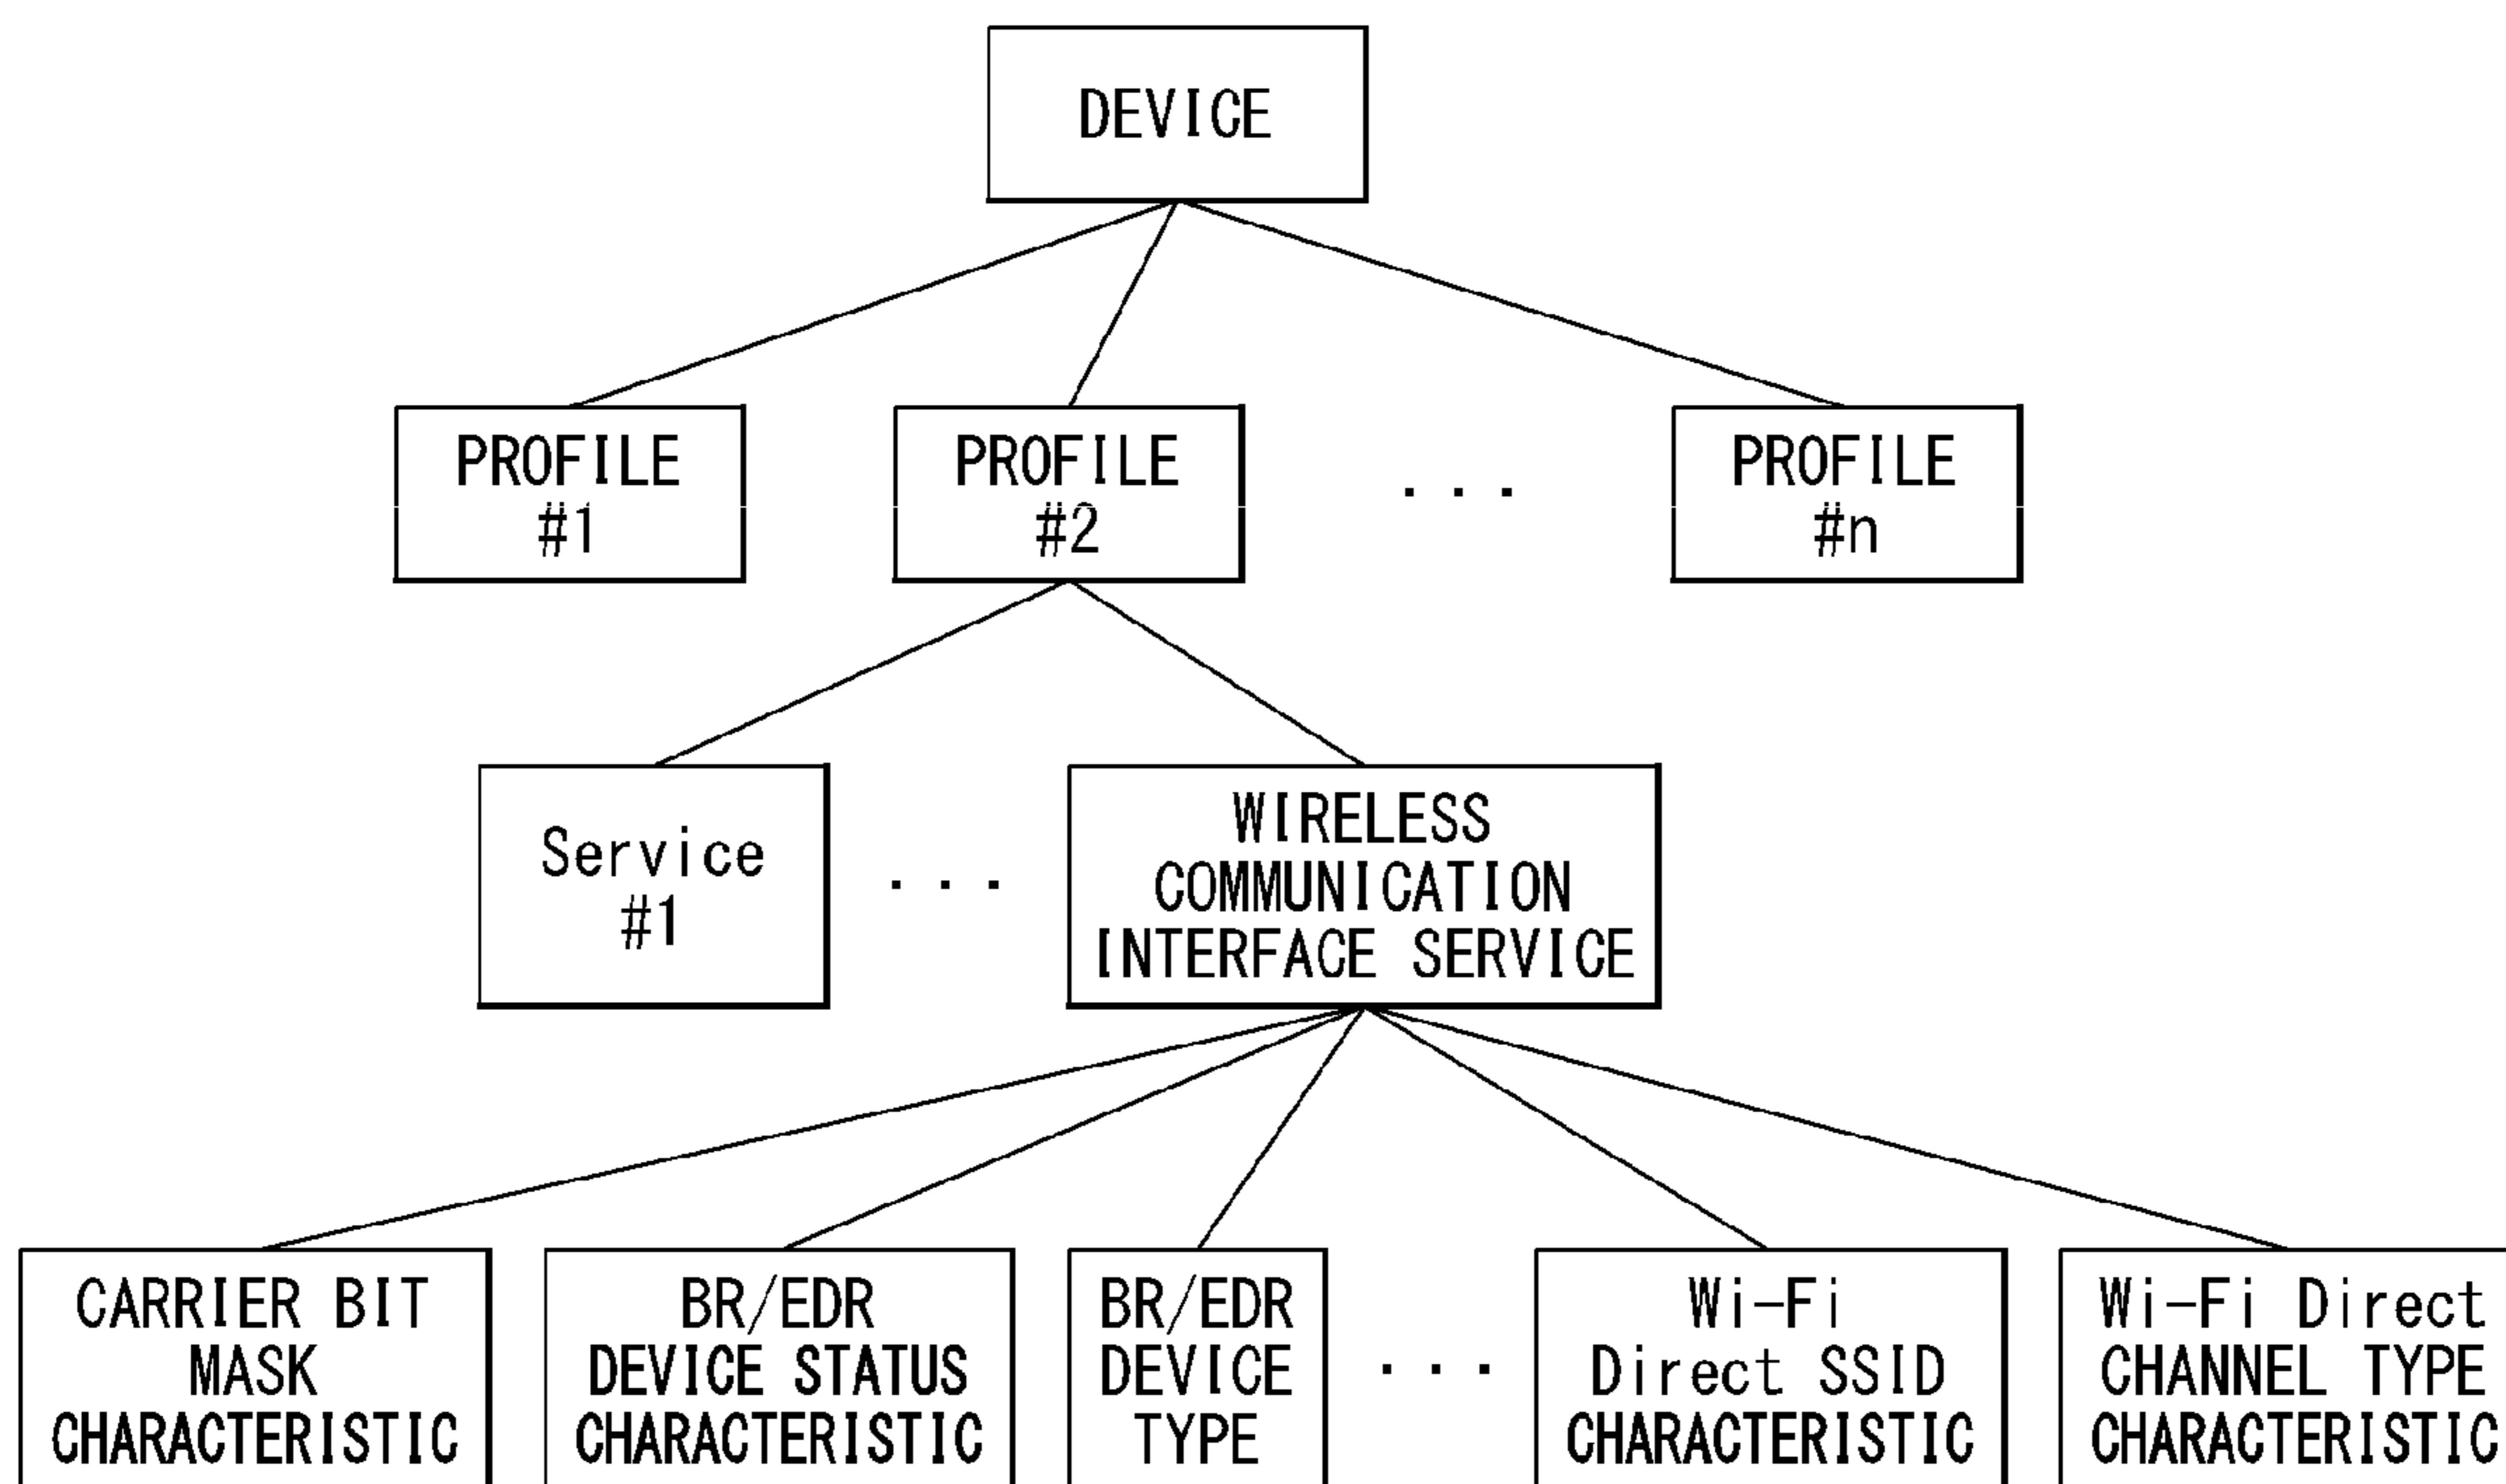 DEVICE
PROFILE
#1
PROFILE
#2
. . .
PROFILE
#n
Service
#1
. . .
WIRELESS
COMMUNICATION
INTERFACE SERVICE
CARRIER BIT
MASK
CHARACTERISTIC
BR/EDR
DEVICE STATUS
CHARACTERISTIC
BR/EDR
DEVICE
TYPE
. . .
Wi-Fi
Direct SSID
CHARACTERISTIC
Wi-Fi Direct
CHANNEL TYPE
CHARACTERISTIC